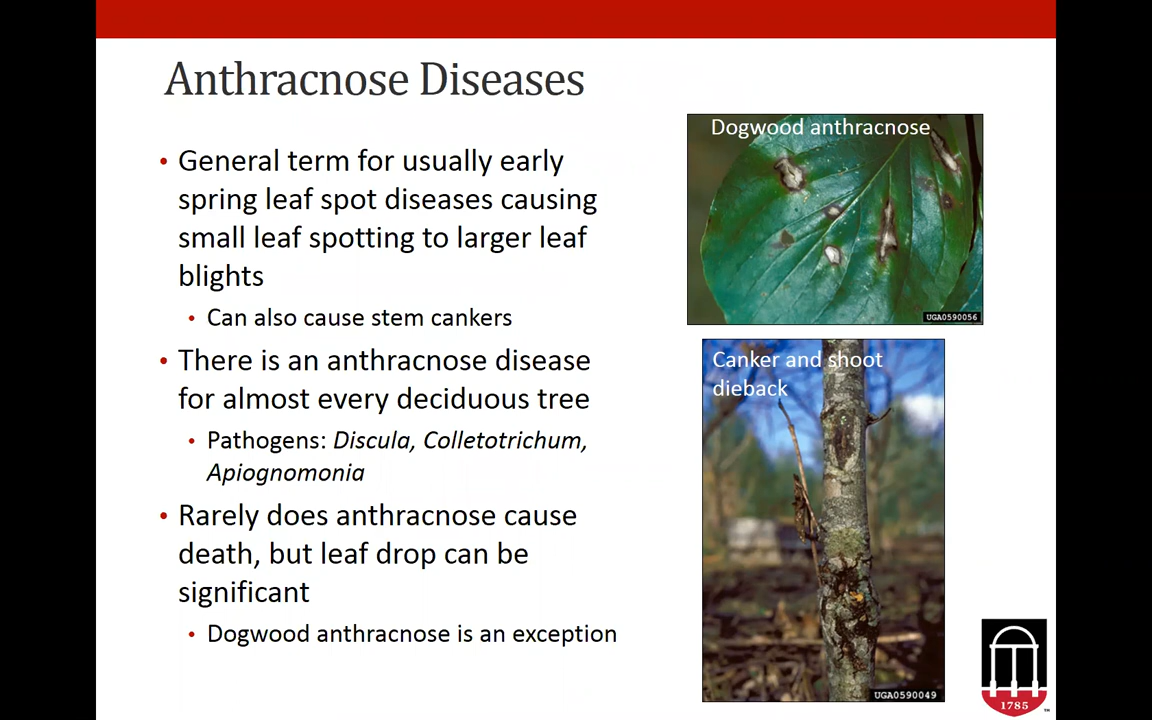 Anthracnose Diseases
• General term for usually early
spring leaf spot diseases causing
small leaf spotting to larger leaf
blights
• Can also cause stem cankers
• There is an anthracnose disease
for almost every deciduous tree
• Pathogens: Discula, Colletotrichum,
Apiognomonia
• Rarely does anthracnose cause
death, but leaf drop can be
significant
• Dogwood anthracnose is an exception
Dogwood anthracnose
UGA0590056
Canker and shoot
dieback
UGA0590049
1785
TM